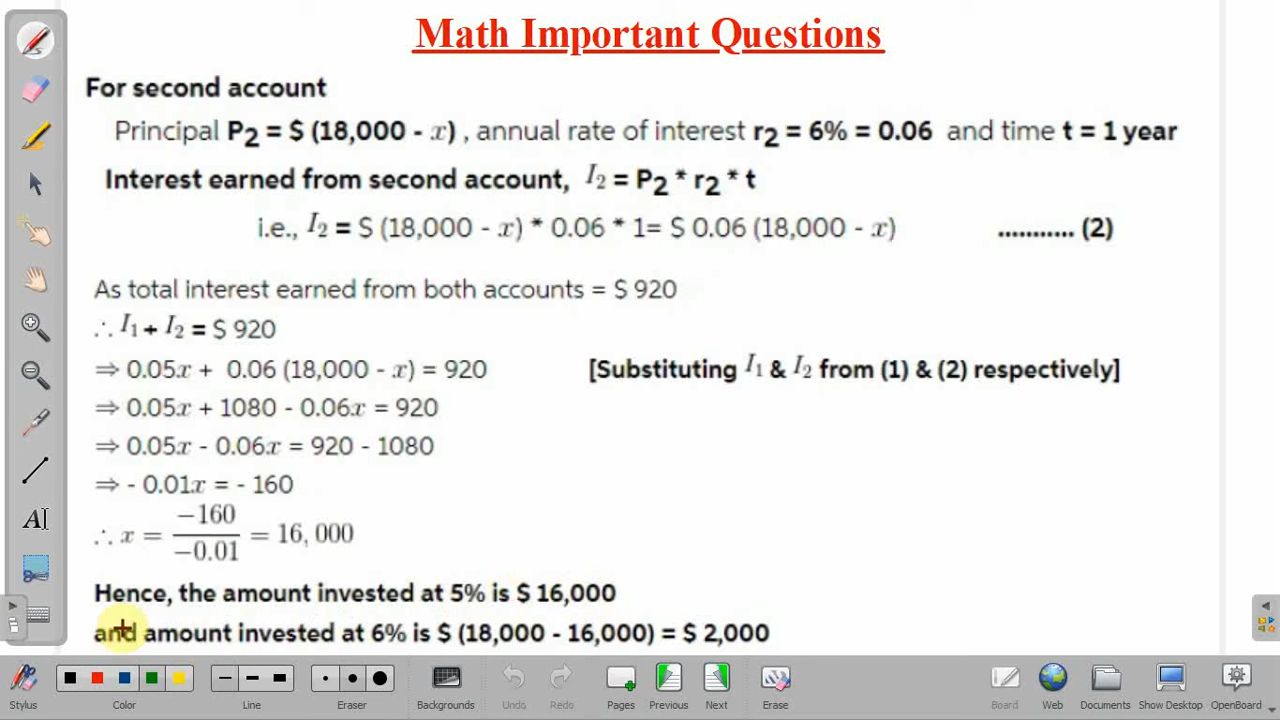 Math Important Questions
For second account
Principal P2 = $ (18,000 - x) , annual rate of interest r2 = 6% = 0.06 and time t = 1 year
Interest earned from second account, I2 = P2 * r2 * t
i.e., I2 = $ (18,000 - x) * 0.06 * 1= $ 0.06 (18,000 - x) ........... (2)
As total interest earned from both accounts = $ 920
∴ I1 + I2 = $ 920
⇒ 0.05x + 0.06 (18,000 - x) = 920 [Substituting I1 & I2 from (1) & (2) respectively]
⇒ 0.05x + 1080 - 0.06x = 920
⇒ 0.05x - 0.06x = 920 - 1080
⇒ - 0.01x = - 160
∴ x = −160/−0.01 = 16, 000
Hence, the amount invested at 5% is $ 16,000
and amount invested at 6% is $ (18,000 - 16,000) = $ 2,000
Stylus Color Line Eraser Backgrounds Undo Redo Pages Previous Next Erase Board Web Documents Show Desktop OpenBoard